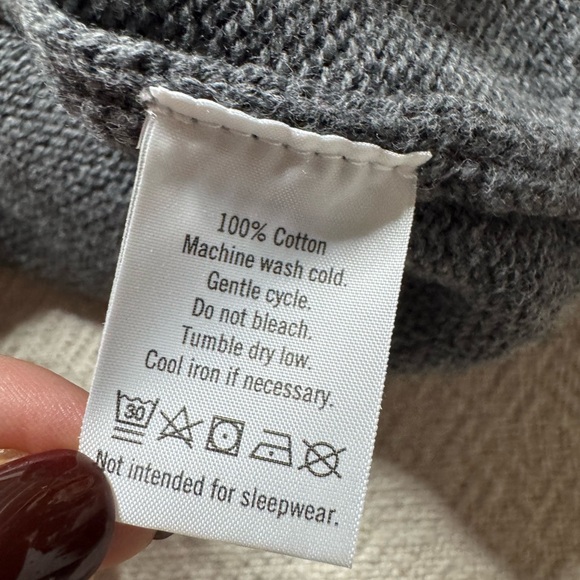 100% Cotton
Machine wash cold.
Gentle cycle.
Do not bleach.
Tumble dry low.
Cool iron if necessary.
30
Not intended for sleepwear.